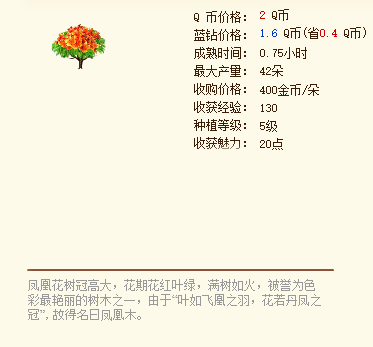 Q 币价格： 2 Q币
蓝钻价格： 1.6 Q币(省0.4 Q币)
成熟时间： 0.75小时
最大产量： 42朵
收购价格： 400金币/朵
收获经验： 130
种植等级： 5级
收获魅力： 20点
凤凰花树冠高大，花期花红叶绿，满树如火，被誉为色
彩最艳丽的树木之一，由于“叶如飞凰之羽，花若丹凤之
冠”,故得名曰凤凰木。